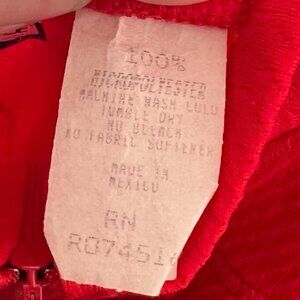 100%
MICROPOLYESTER
MACHINE WASH COLD
TUMBLE DRY
NO BLEACH
NO FABRIC SOFTENER
MADE IN
MEXICO
RN